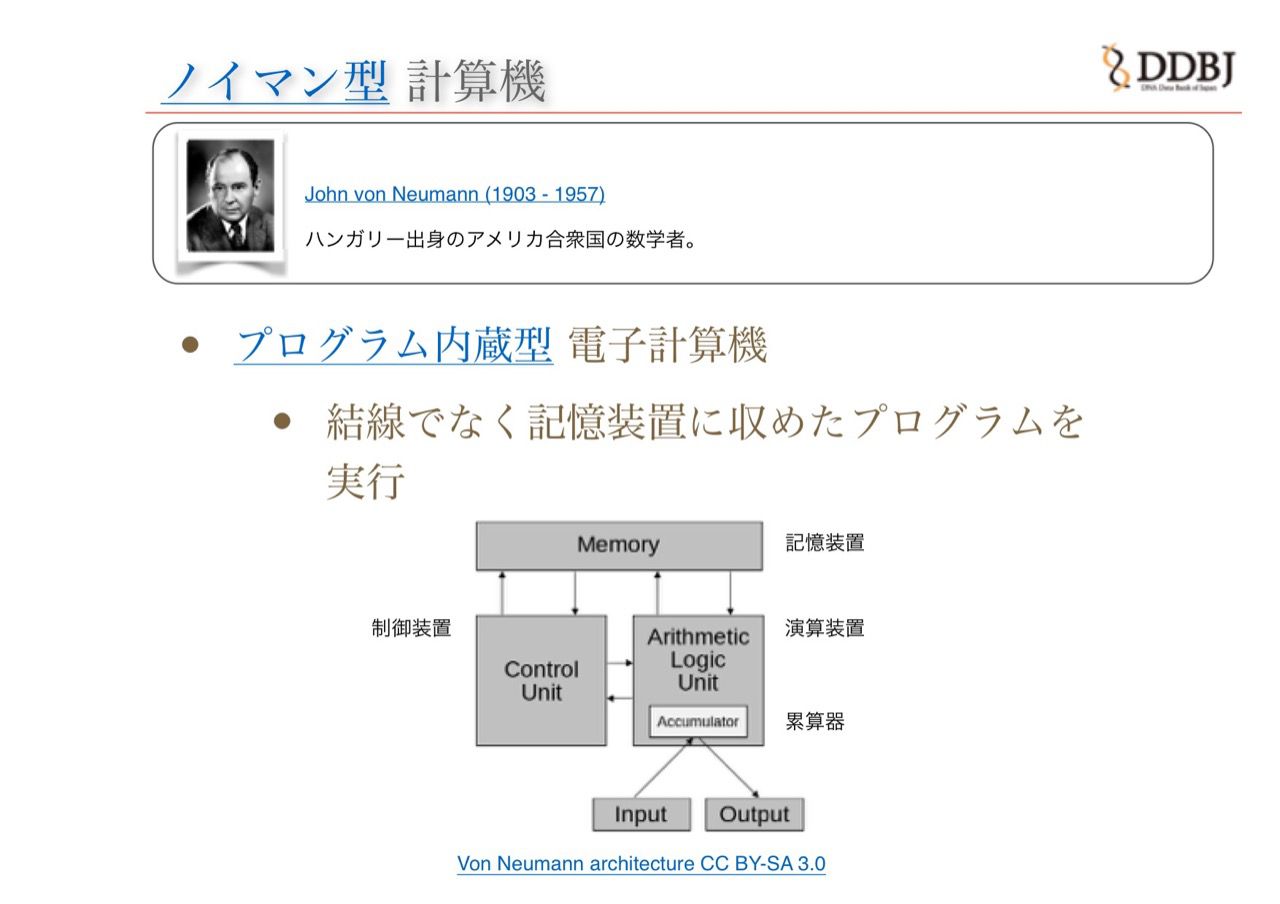 ノイマン型 計算機
DDBJ
DNA Data Bank of Japan
John von Neumann (1903 - 1957)
ハンガリー出身のアメリカ合衆国の数学者。
• プログラム内蔵型 電子計算機
• 結線でなく記憶装置に収めたプログラムを
実行
Memory
記憶装置
制御装置
Control
Unit
Arithmetic
Logic
Unit
演算装置
Accumulator
累算器
Input
Output
Von Neumann architecture CC BY-SA 3.0